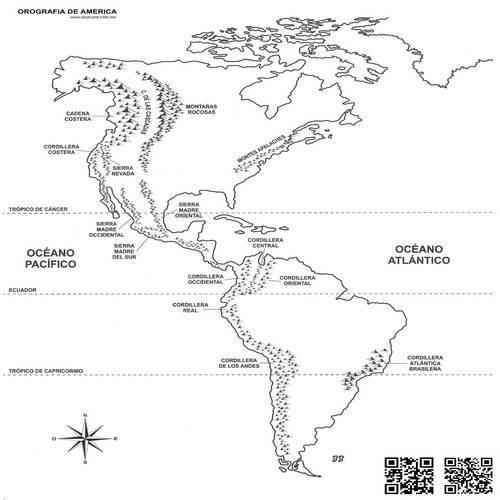 OROGRAFIA DE AMERICA
www.auacare.com.mx
C. DE LAS CASCADAS
MONTAÑAS
ROCOSAS
CADENA
COSTERA
MONTES APALACHES
CORDILLERA
COSTERA
SIERRA
NEVADA
TRÓPICO DE CÁNCER
SIERRA
MADRE
ORIENTAL
SIERRA
MADRE
OCCIDENTAL
SIERRA
MADRE
DEL SUR
CORDILLERA
CENTRAL
OCÉANO
PACÍFICO
OCÉANO
ATLÁNTICO
CORDILLERA
OCCIDENTAL
CORDILLERA
ORIENTAL
ECUADOR
CORDILLERA
REAL
CORDILLERA
DE LOS ANDES
CORDILLERA
ATLÁNTICA
BRASILEÑA
TRÓPICO DE CAPRICORNIO
N
O
E
S